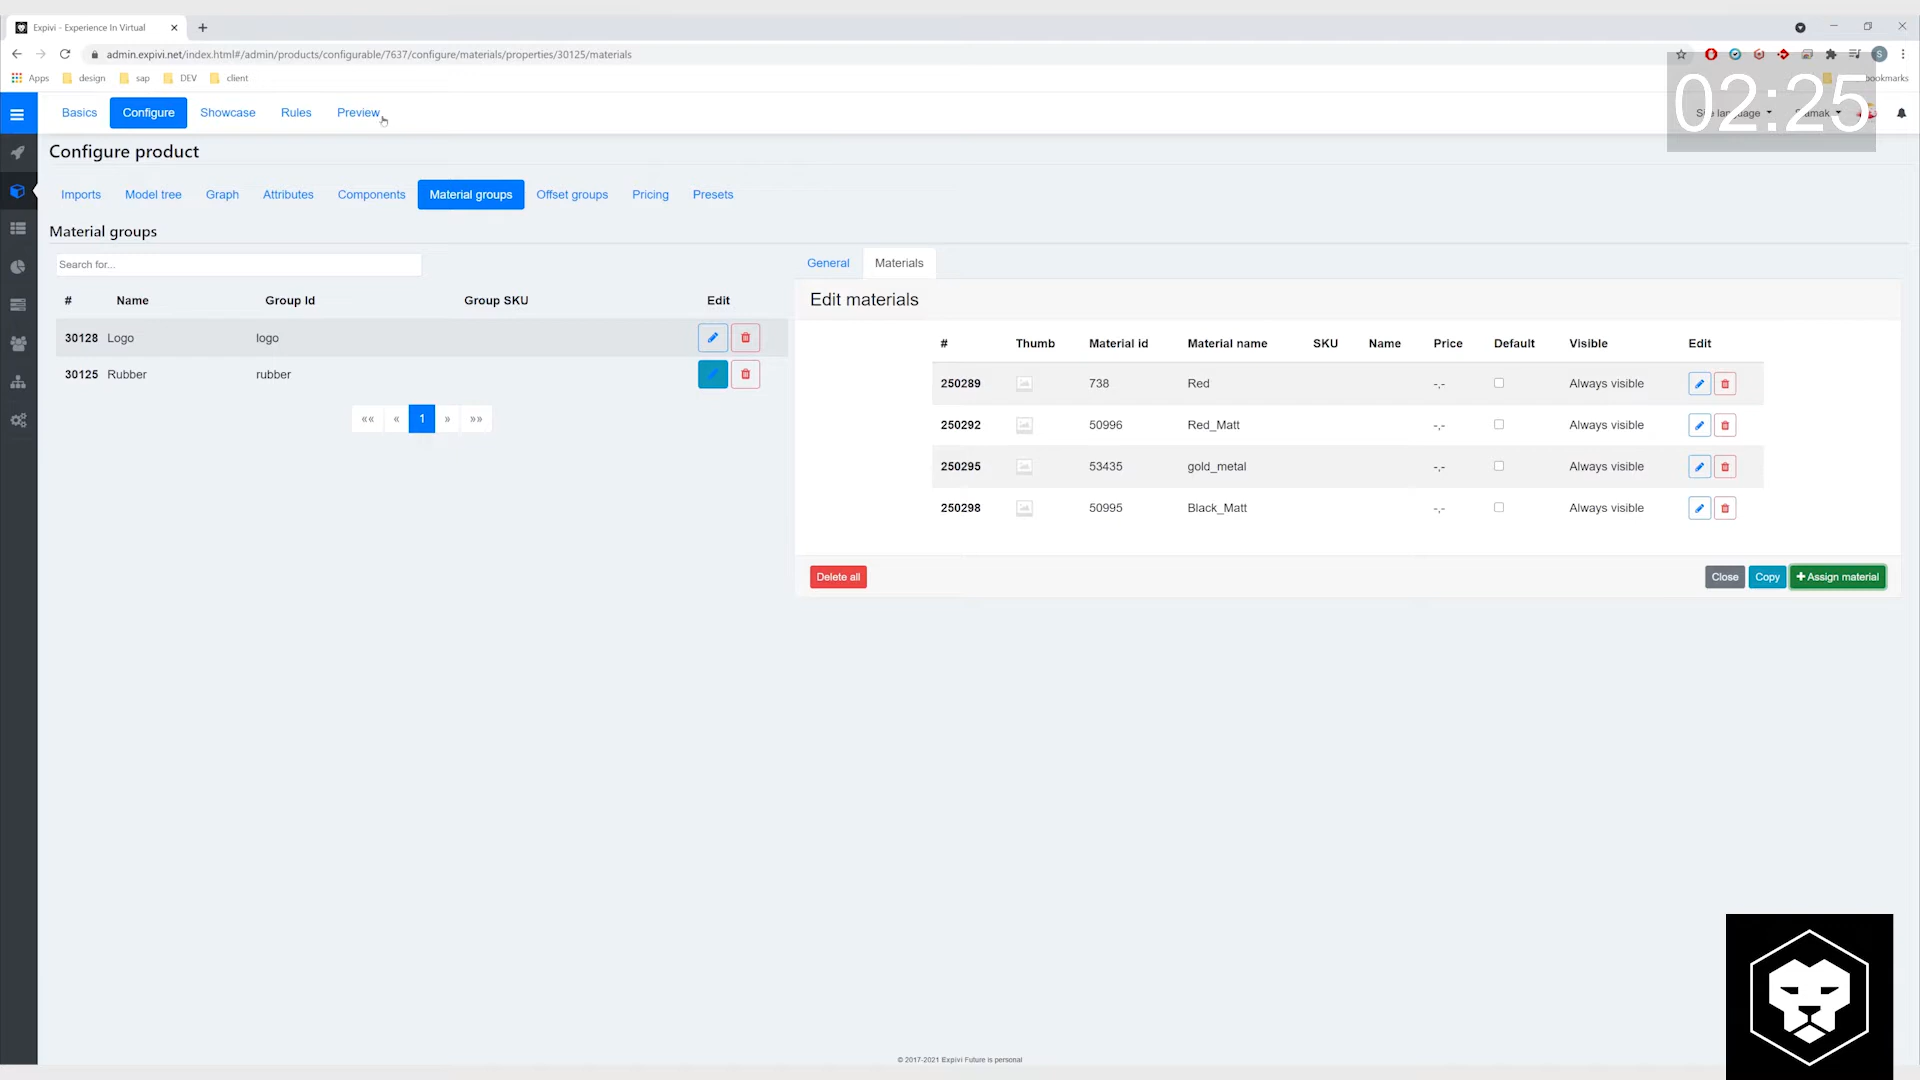 Expivi - Experience In Virtual
admin.expivi.net/index.html#/admin/products/configurable/7637/configure/materials/properties/30125/materials
S
Apps design sap DEV client
bookmarks
02:25
Basics Configure Showcase Rules Preview
Site language
Configure product
Imports Model tree Graph Attributes Components Material groups Offset groups Pricing Presets
Material groups
Search for...
# Name Group Id Group SKU Edit
30128 Logo logo
30125 Rubber rubber
«« « 1 » »»
General Materials
Edit materials
# Thumb Material id Material name SKU Name Price Default Visible Edit
250289 738 Red -,- Always visible
250292 50996 Red_Matt -,- Always visible
250295 53435 gold_metal -,- Always visible
250298 50995 Black_Matt -,- Always visible
Delete all Close Copy +Assign material
© 2017-2021 Expivi Future is personal